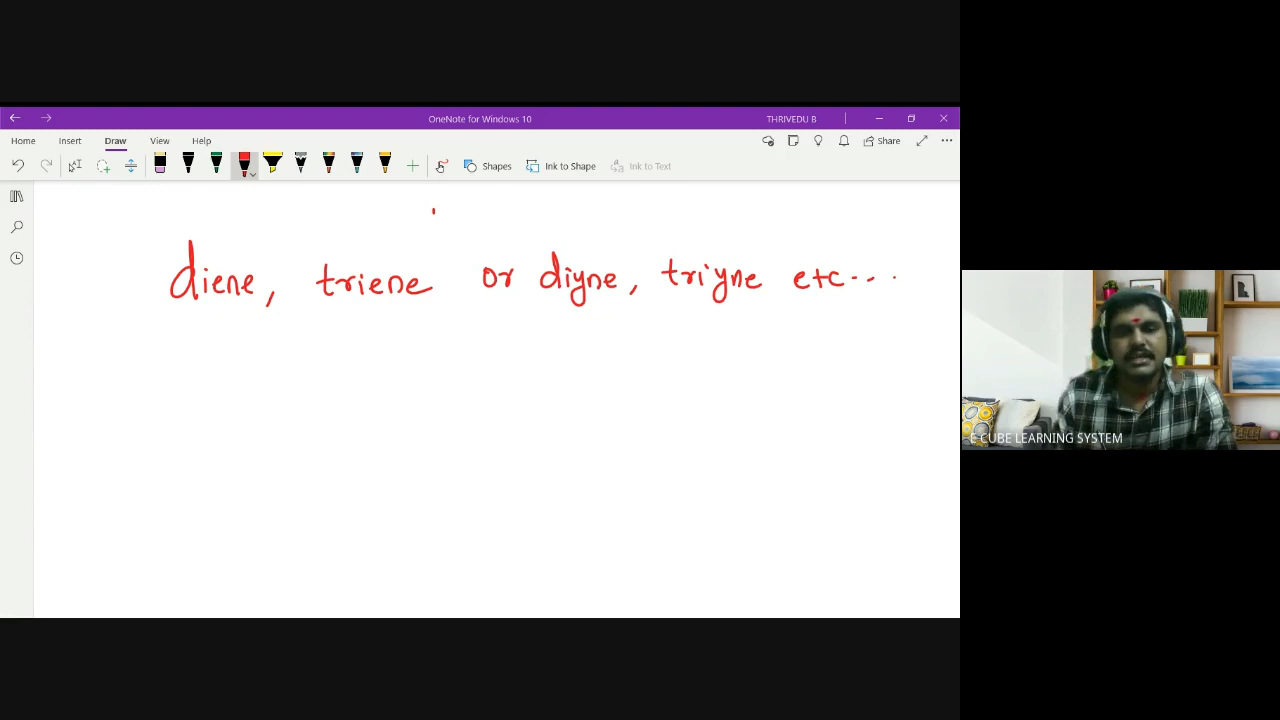 OneNote for Windows 10
THRIVEDU B
Home Insert Draw View Help
Share
Shapes Ink to Shape Ink to Text
diene, triene or diyne, triyne etc....
E CUBE LEARNING SYSTEM